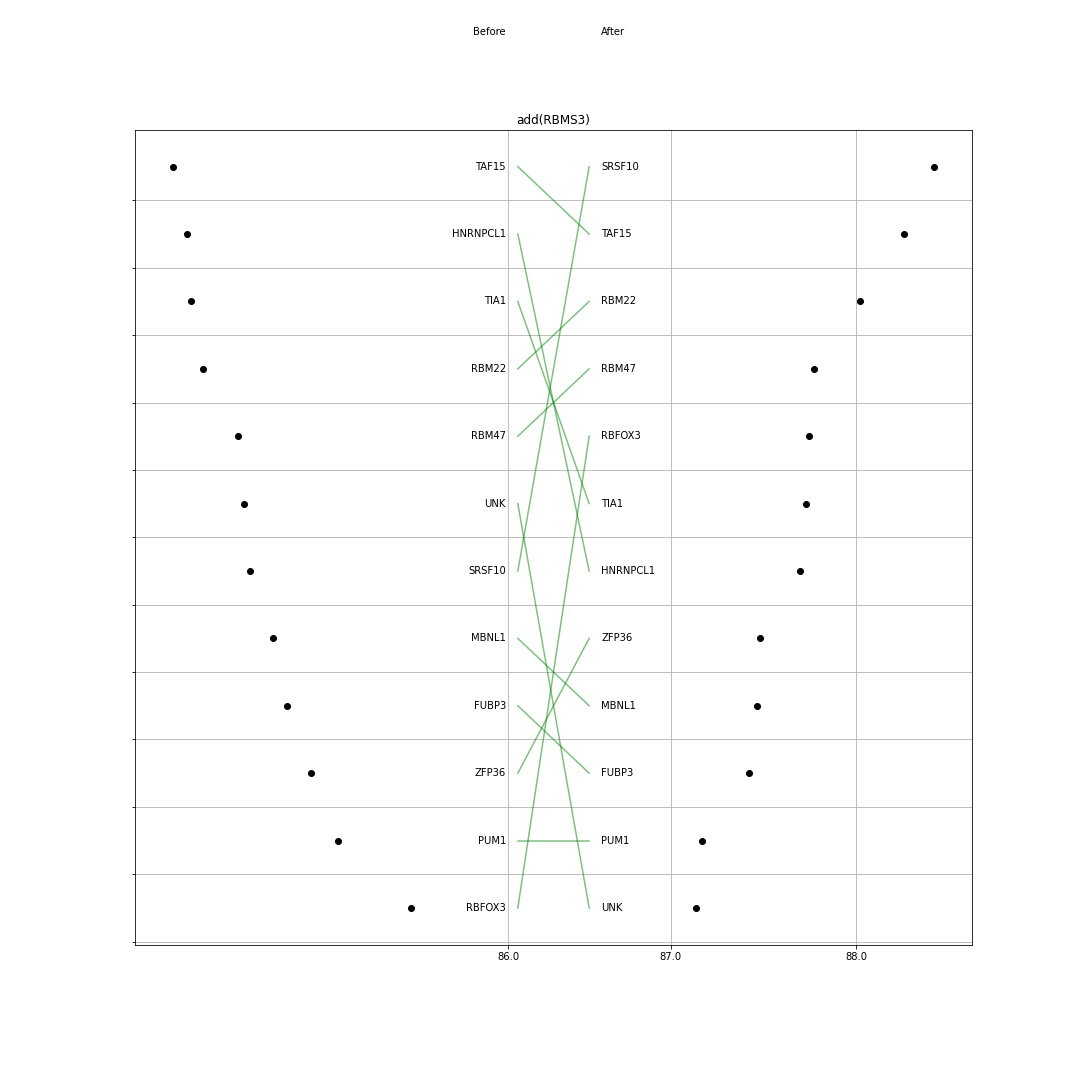 Before After
add(RBMS3)
TAF15 SRSF10
HNRNPCL1 TAF15
TIA1 RBM22
RBM22 RBM47
RBM47 RBFOX3
UNK TIA1
SRSF10 HNRNPCL1
MBNL1 ZFP36
FUBP3 MBNL1
ZFP36 FUBP3
PUM1 PUM1
RBFOX3 UNK
86.0 87.0 88.0